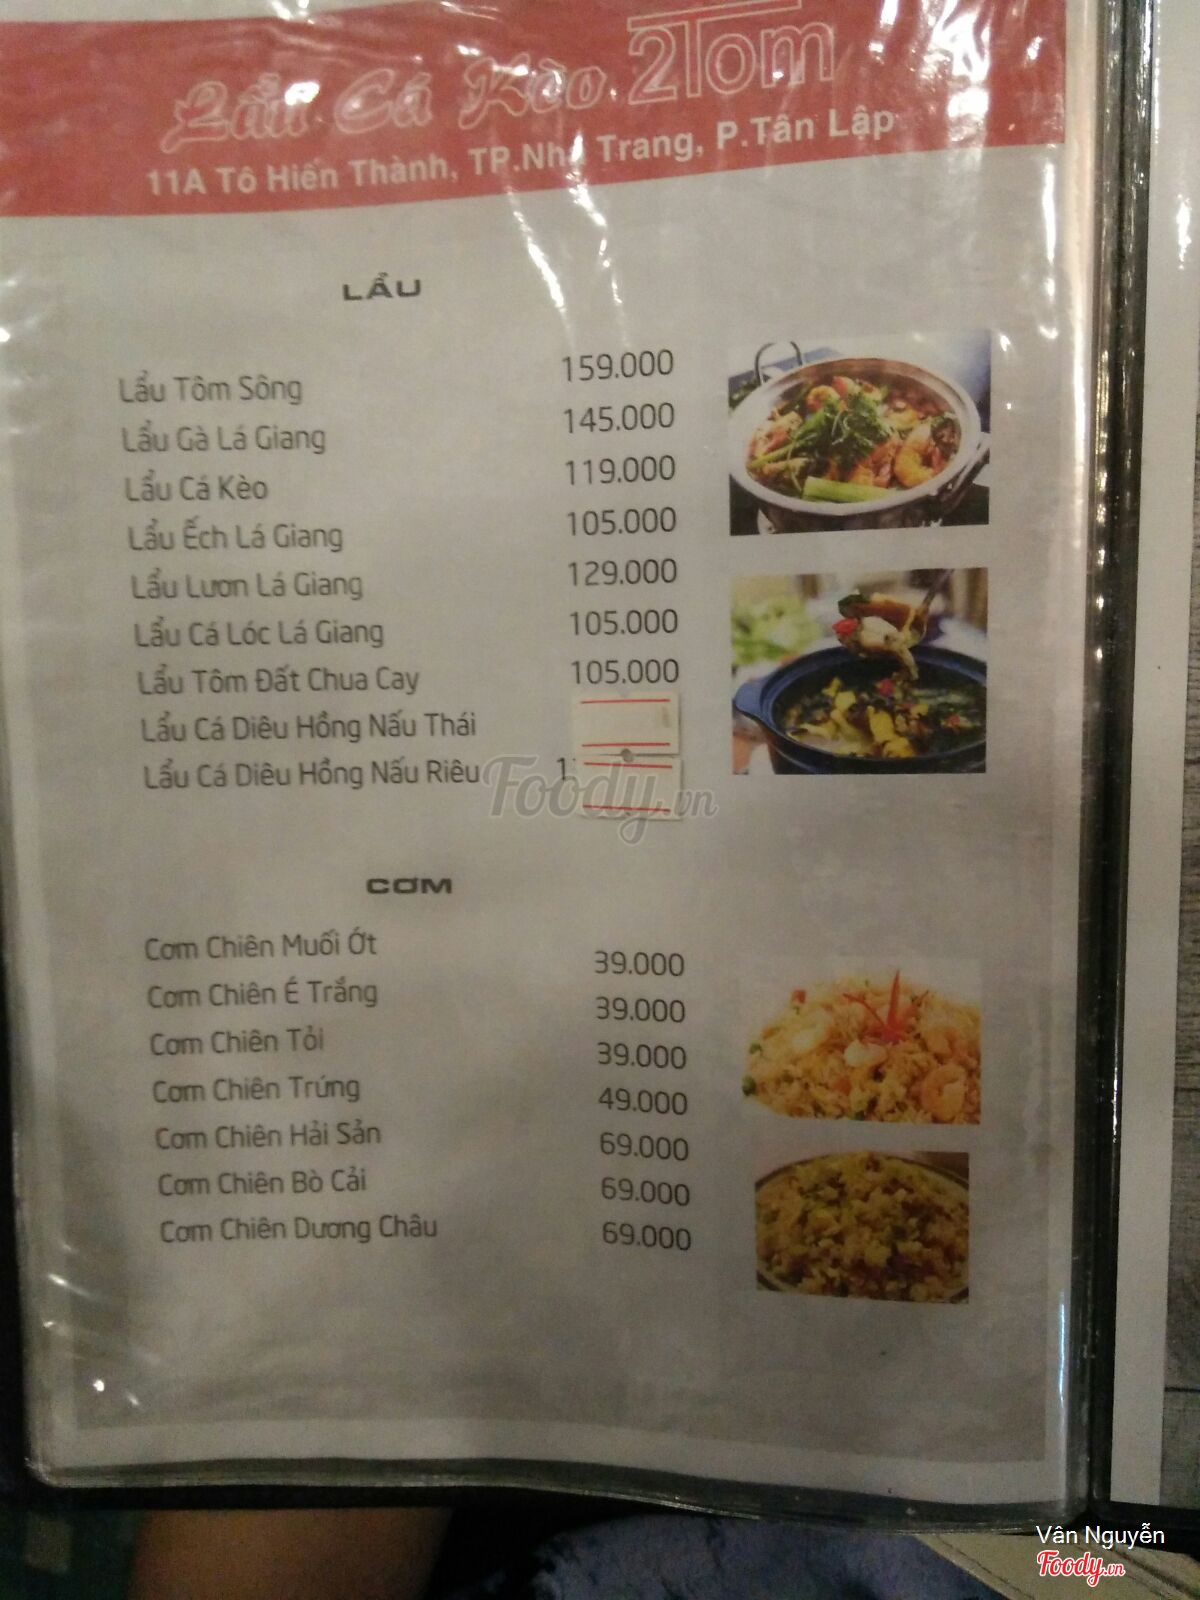 Lẩu Cá Kèo 2Tom
11A Tô Hiến Thành, TP.Nha Trang, P.Tân Lập
LẨU
Lẩu Tôm Sông 159.000
Lẩu Gà Lá Giang 145.000
Lẩu Cá Kèo 119.000
Lẩu Ếch Lá Giang 105.000
Lẩu Lươn Lá Giang 129.000
Lẩu Cá Lóc Lá Giang 105.000
Lẩu Tôm Đất Chua Cay 105.000
Lẩu Cá Diêu Hồng Nấu Thái
Lẩu Cá Diêu Hồng Nấu Riêu
Foody.vn
CƠM
Cơm Chiên Muối Ớt 39.000
Cơm Chiên É Trắng 39.000
Cơm Chiên Tỏi 39.000
Cơm Chiên Trứng 49.000
Cơm Chiên Hải Sản 69.000
Cơm Chiên Bò Cải 69.000
Cơm Chiên Dương Châu 69.000
Vân Nguyễn
Foody.vn